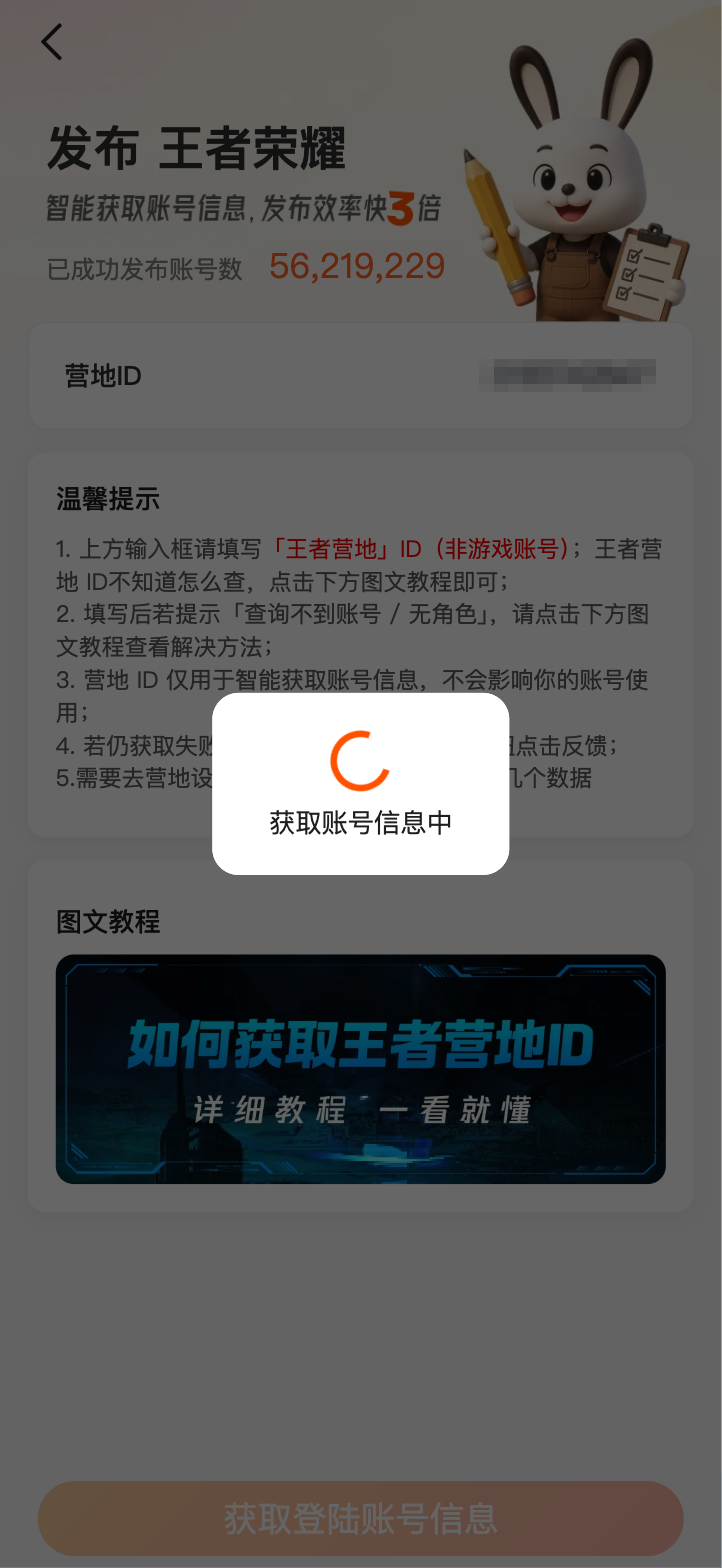 发布 王者荣耀
智能获取账号信息, 发布效率快3倍
已成功发布账号数 56,219,229
营地ID
温馨提示
1. 上方输入框请填写「王者营地」ID（非游戏账号）；王者营
地 ID不知道怎么查，点击下方图文教程即可；
2. 填写后若提示「查询不到账号 / 无角色」，请点击下方图
文教程查看解决方法；
3. 营地 ID 仅用于智能获取账号信息，不会影响你的账号使
用；
4. 若仍获取失败 点击反馈；
5.需要去营地设 几个数据
获取账号信息中
图文教程
如何获取王者营地ID
详细教程 一看就懂
获取登陆账号信息